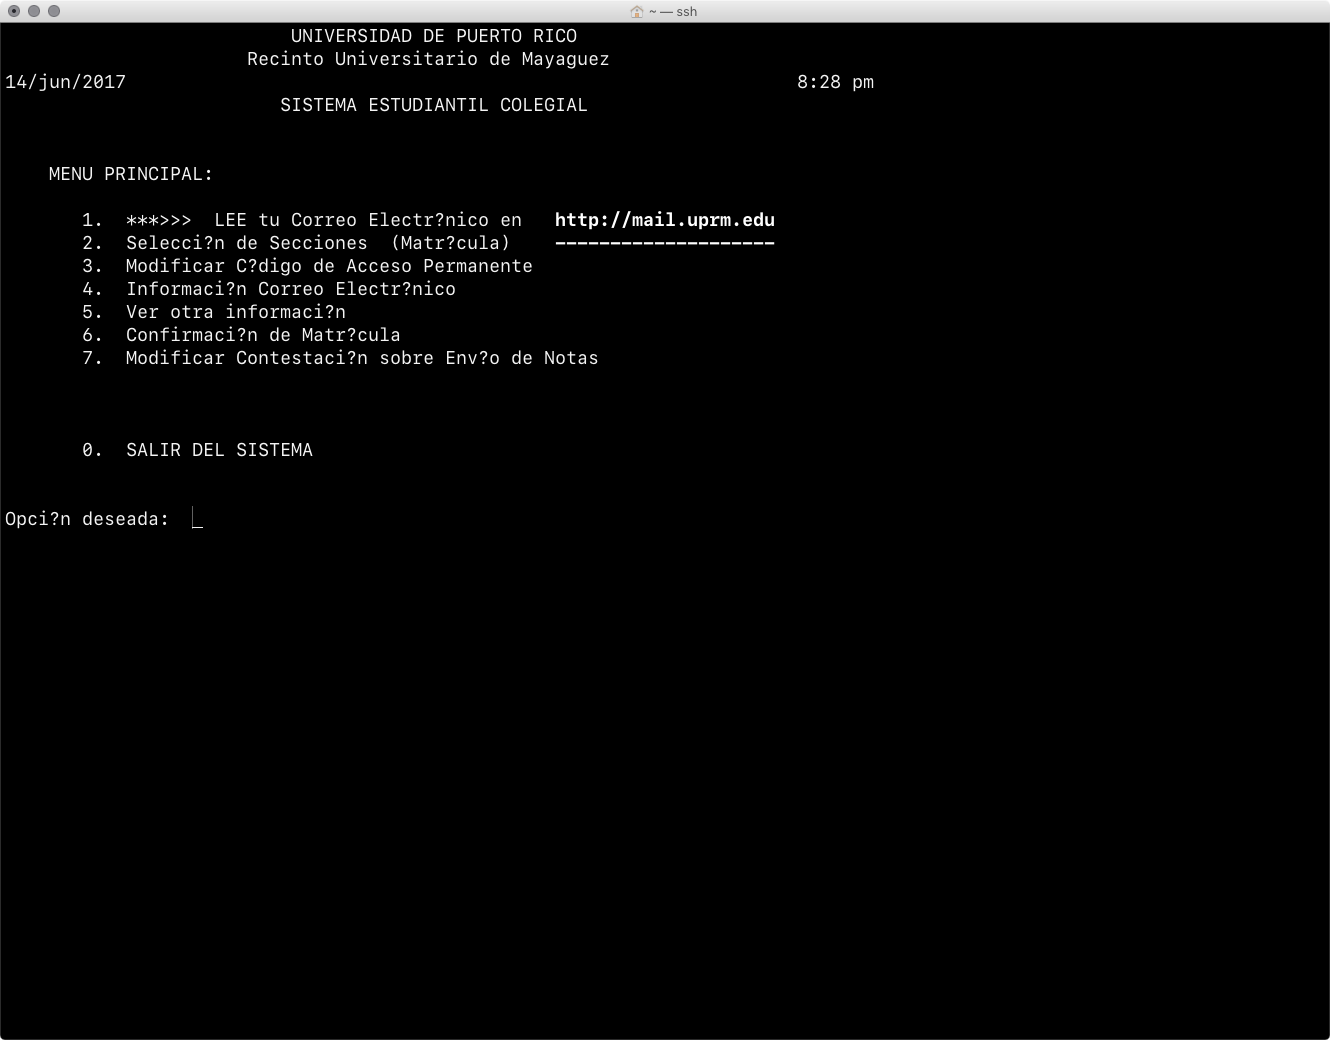 ~ — ssh
UNIVERSIDAD DE PUERTO RICO
Recinto Universitario de Mayaguez
14/jun/2017 8:28 pm
SISTEMA ESTUDIANTIL COLEGIAL
MENU PRINCIPAL:
1. ***>>> LEE tu Correo Electr?nico en http://mail.uprm.edu
2. Selecci?n de Secciones (Matr?cula) --------------------
3. Modificar C?digo de Acceso Permanente
4. Informaci?n Correo Electr?nico
5. Ver otra informaci?n
6. Confirmaci?n de Matr?cula
7. Modificar Contestaci?n sobre Env?o de Notas
0. SALIR DEL SISTEMA
Opci?n deseada: _